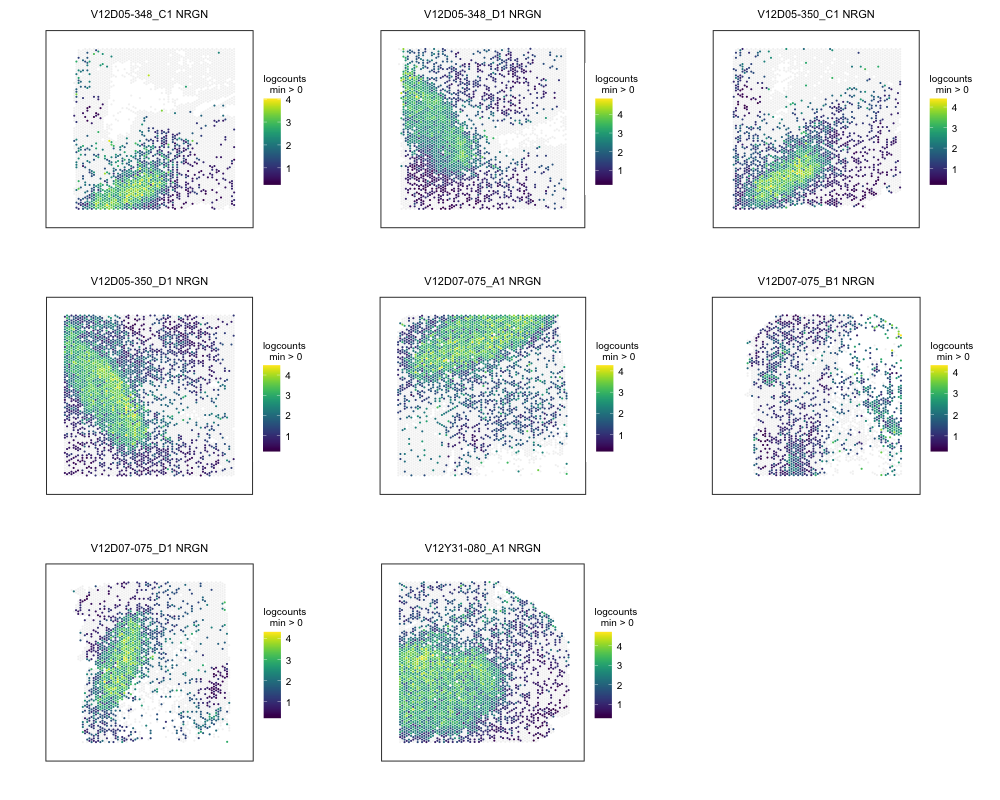 V12D05-348_C1 NRGN
logcounts
min > 0
4
3
2
1
V12D05-348_D1 NRGN
logcounts
min > 0
4
3
2
1
V12D05-350_C1 NRGN
logcounts
min > 0
4
3
2
1
V12D05-350_D1 NRGN
logcounts
min > 0
4
3
2
1
V12D07-075_A1 NRGN
logcounts
min > 0
4
3
2
1
V12D07-075_B1 NRGN
logcounts
min > 0
4
3
2
1
V12D07-075_D1 NRGN
logcounts
min > 0
4
3
2
1
V12Y31-080_A1 NRGN
logcounts
min > 0
4
3
2
1